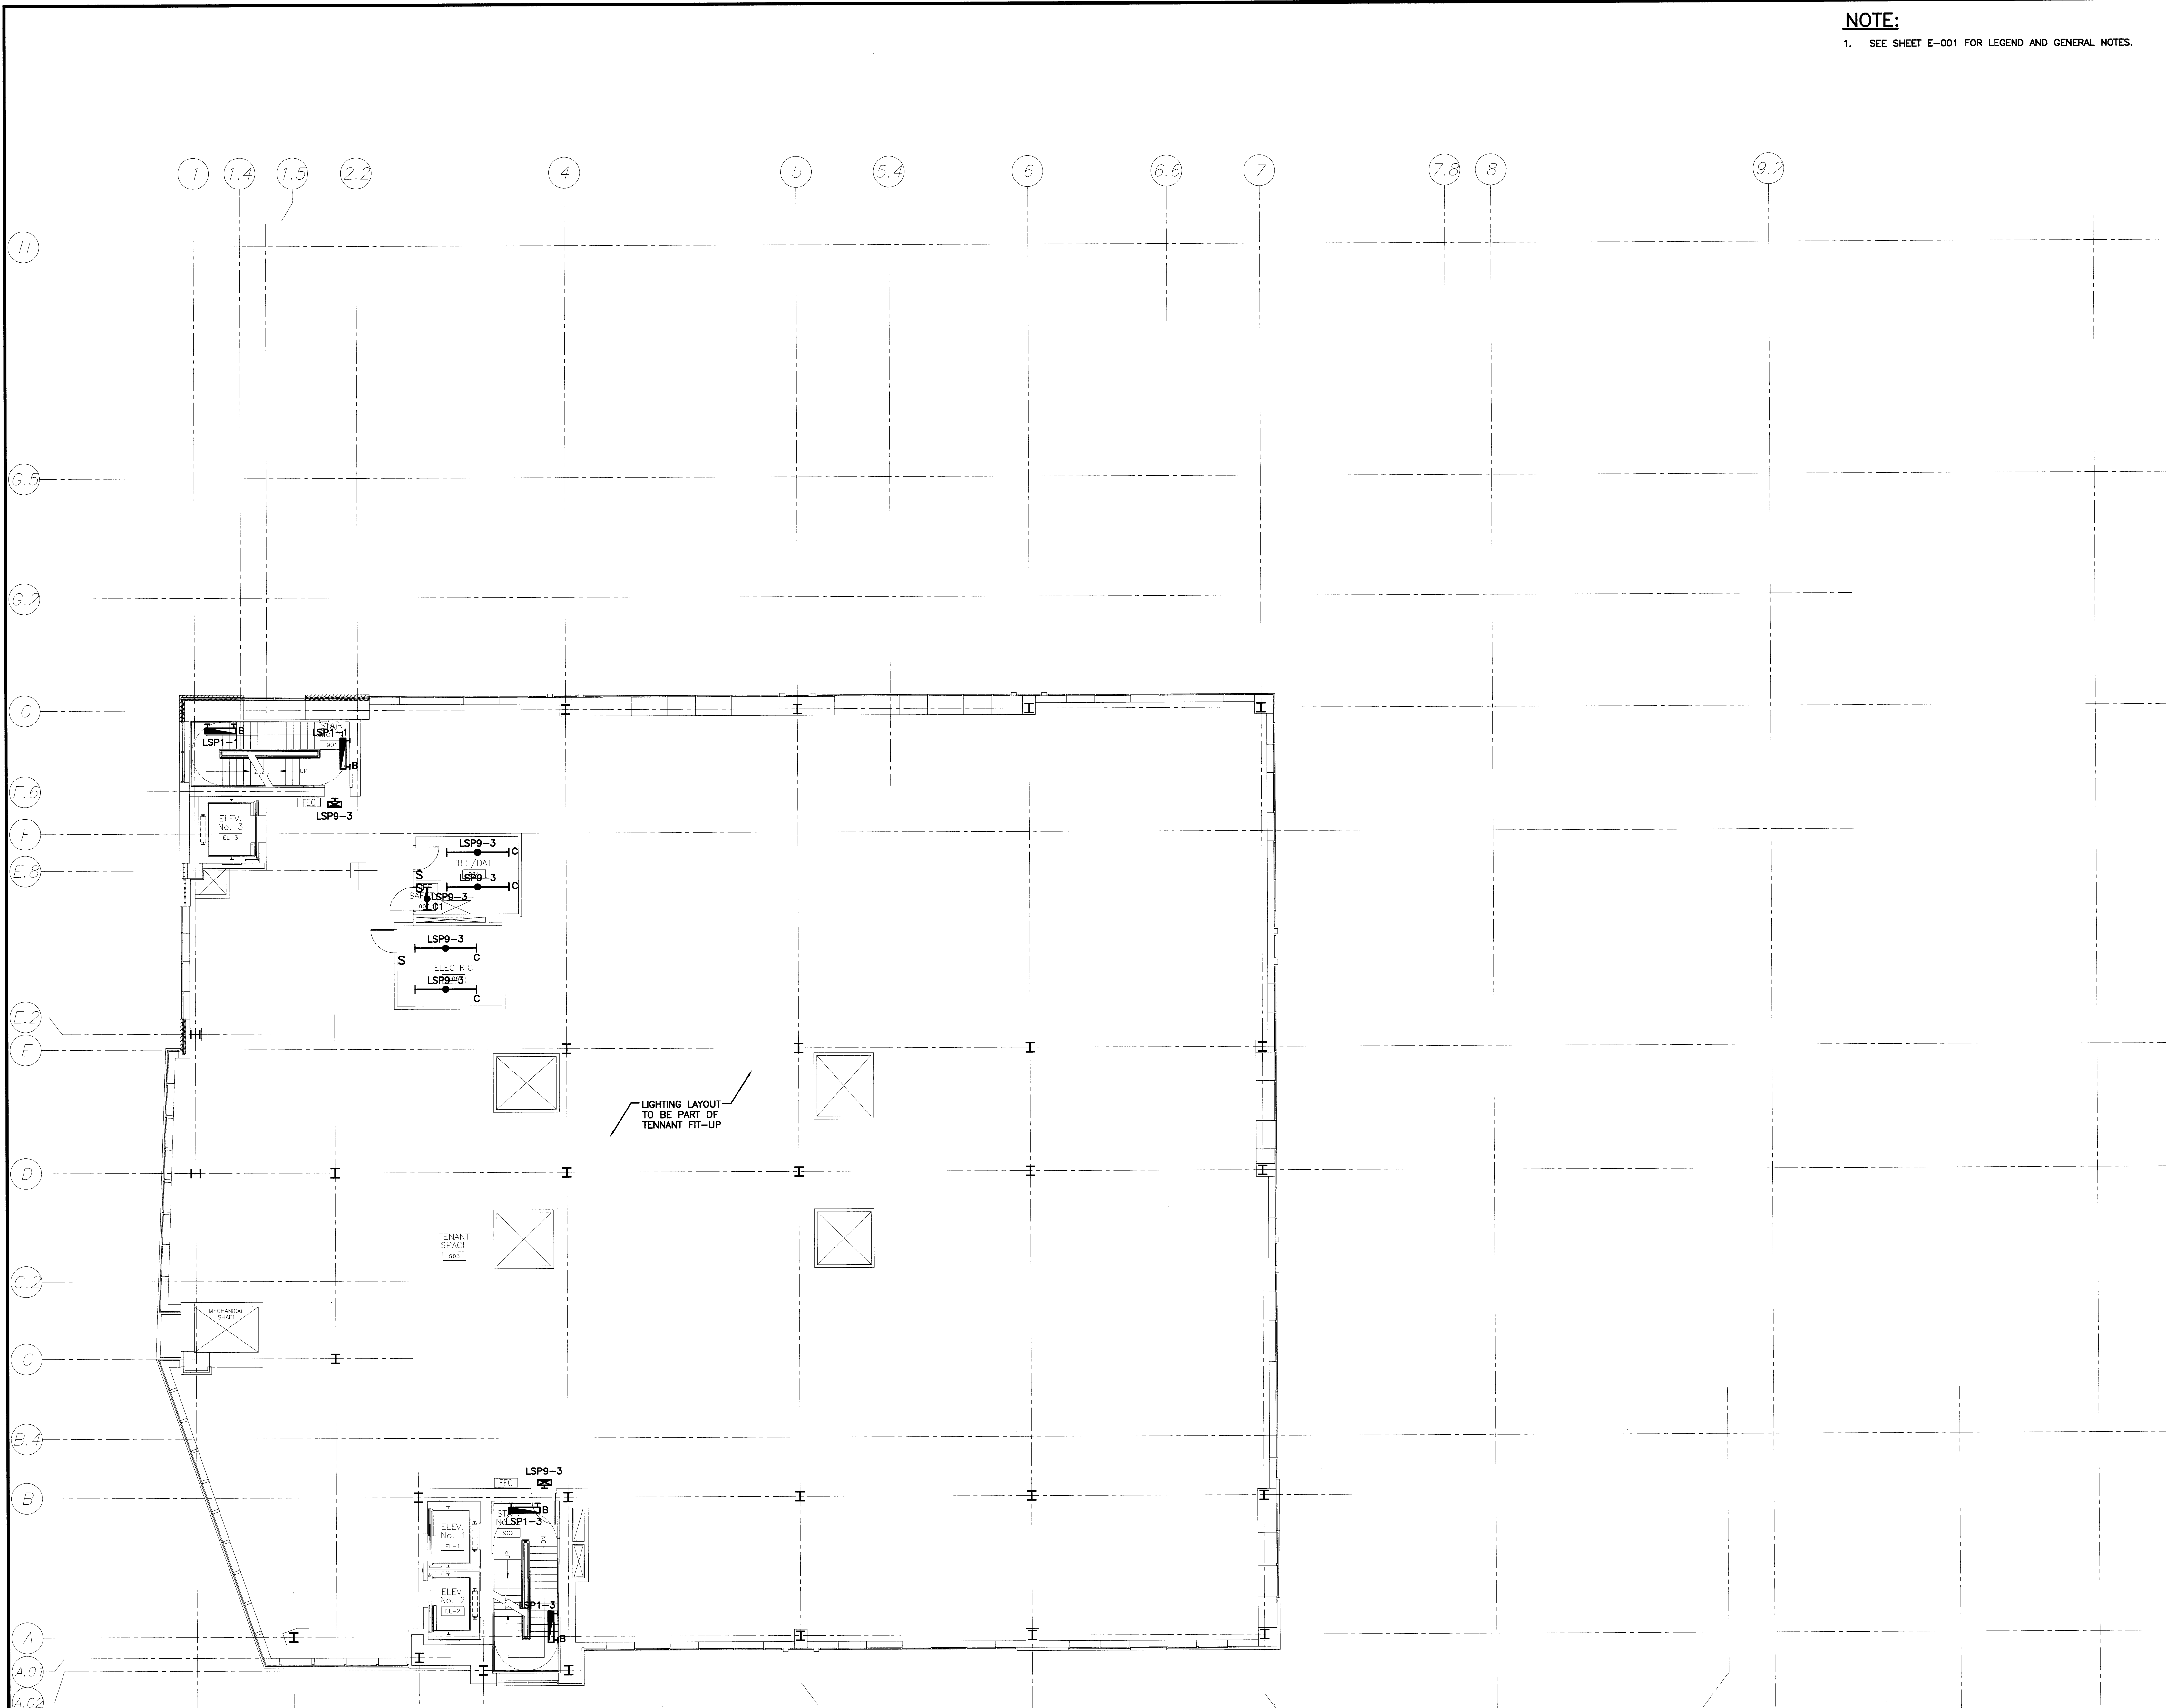 NOTE:
1. SEE SHEET E-001 FOR LEGEND AND GENERAL NOTES.
1
1.4
1.5
2.2
4
5
5.4
6
6.6
7
7.8
8
9.2
H
G.5
G.2
G
STAIR
B
LSP1-1
LSP1-1
901
UP
B
F.6
FEC
LSP9-3
ELEV.
No. 3
EL-3
F
LSP9-3
C
TEL/DAT
E.8
S
LSP9-3
C
S
LSP9-3
C1
LSP9-3
C
S
ELECTRIC
LSP9-3
C
E.2
E
LIGHTING LAYOUT
TO BE PART OF
TENNANT FIT-UP
D
TENANT
SPACE
903
C.2
MECHANICAL
SHAFT
C
B.4
LSP9-3
FEC
B
B
LSP1-3
902
ELEV.
No. 1
EL-1
UP
DN
ELEV.
No. 2
EL-2
LSP1-3
B
A
A.01
A.02